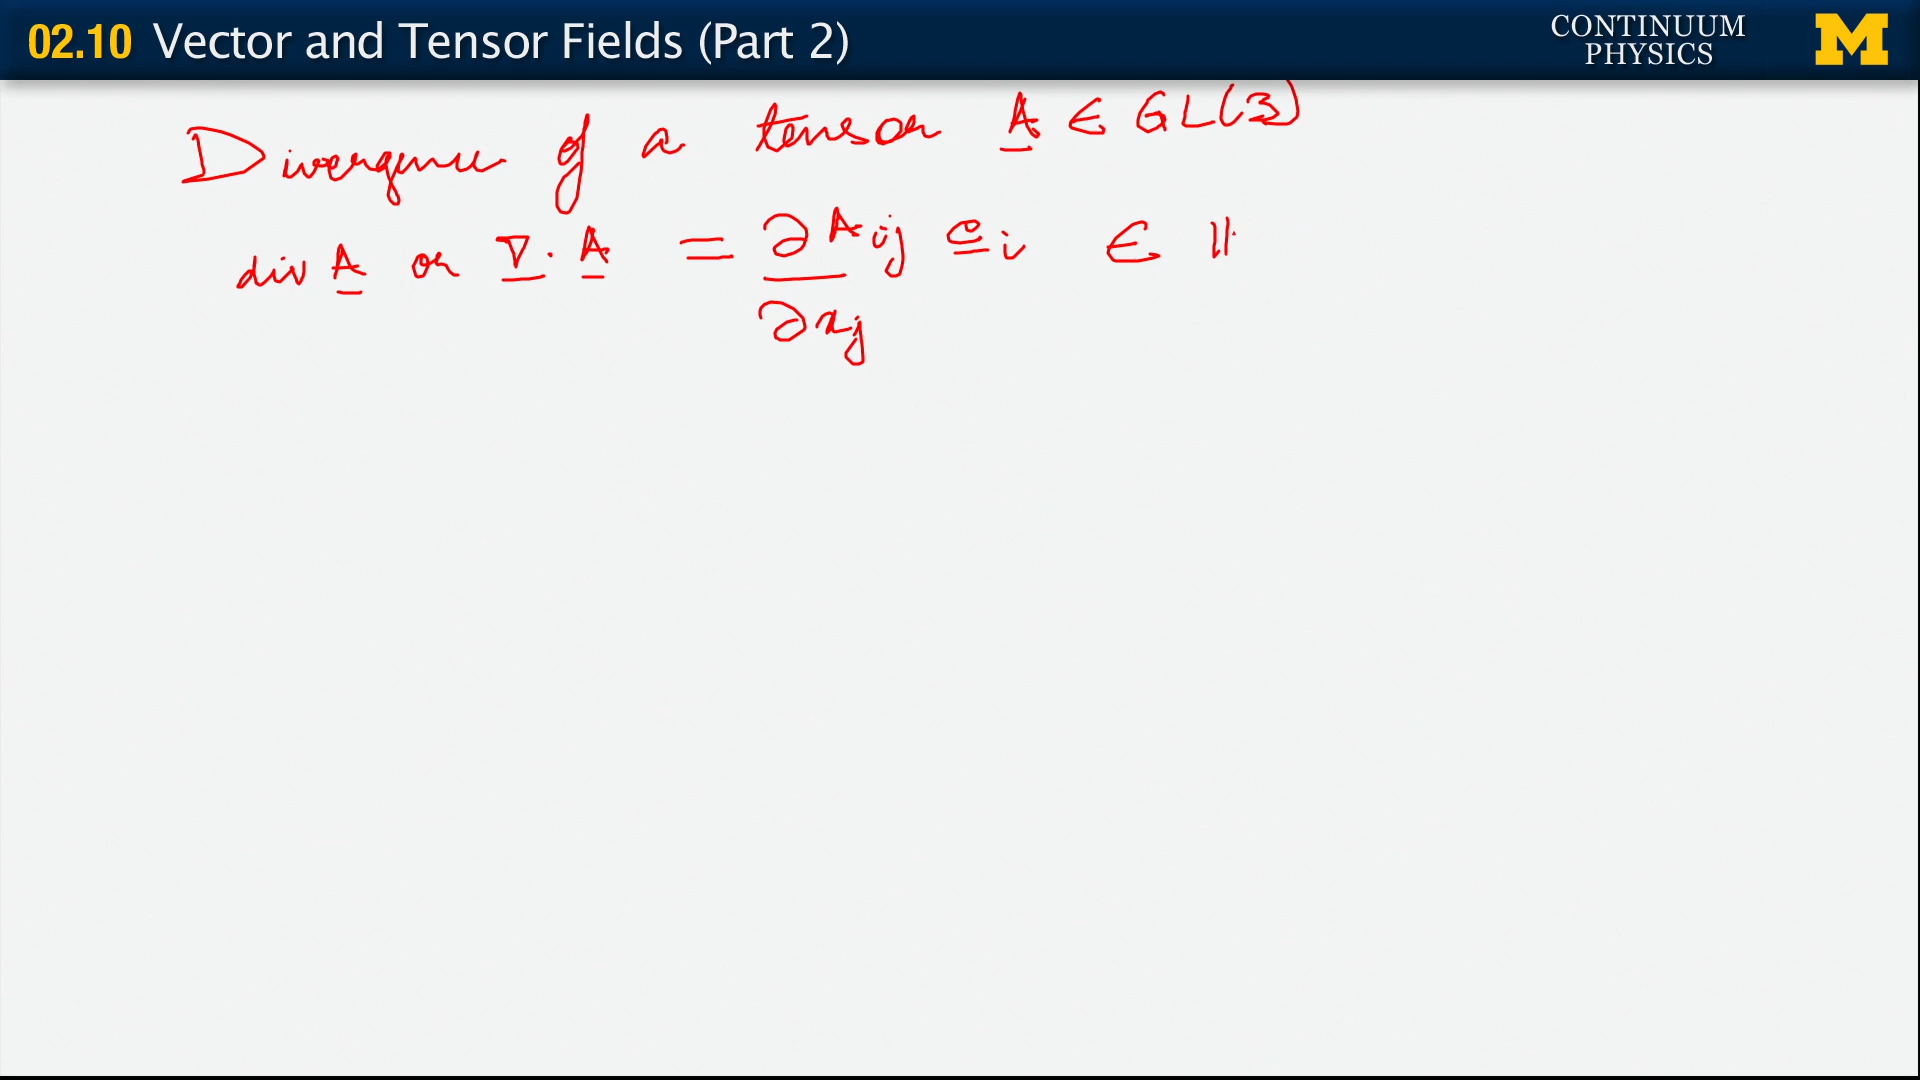 02.10 Vector and Tensor Fields (Part 2)
CONTINUUM
PHYSICS
M
Divergence of a tensor A ∈ GL(3)
div A or ∇ · A = ∂Aij/∂xj ei ∈